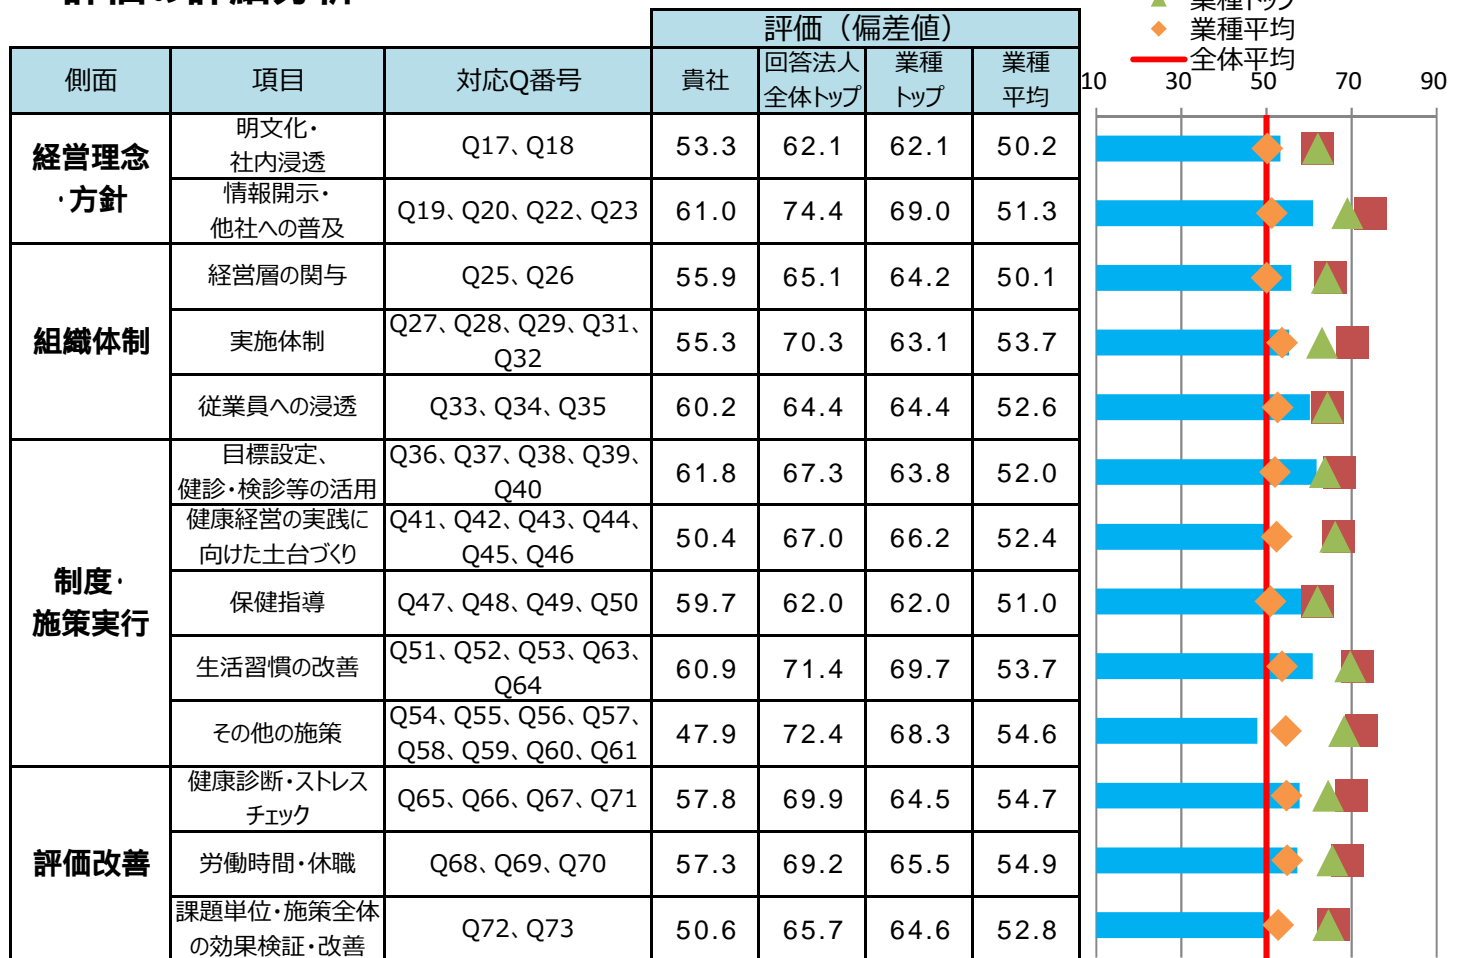 評価の詳細分析
業種トップ
業種平均
全体平均
評価（偏差値）
側面 項目 対応Q番号 貴社 回答法人全体トップ 業種トップ 業種平均
10 30 50 70 90
経営理念・方針
明文化・社内浸透 Q17、Q18 53.3 62.1 62.1 50.2
情報開示・他社への普及 Q19、Q20、Q22、Q23 61.0 74.4 69.0 51.3
組織体制
経営層の関与 Q25、Q26 55.9 65.1 64.2 50.1
実施体制 Q27、Q28、Q29、Q31、Q32 55.3 70.3 63.1 53.7
従業員への浸透 Q33、Q34、Q35 60.2 64.4 64.4 52.6
制度・施策実行
目標設定、健診・検診等の活用 Q36、Q37、Q38、Q39、Q40 61.8 67.3 63.8 52.0
健康経営の実践に向けた土台づくり Q41、Q42、Q43、Q44、Q45、Q46 50.4 67.0 66.2 52.4
保健指導 Q47、Q48、Q49、Q50 59.7 62.0 62.0 51.0
生活習慣の改善 Q51、Q52、Q53、Q63、Q64 60.9 71.4 69.7 53.7
その他の施策 Q54、Q55、Q56、Q57、Q58、Q59、Q60、Q61 47.9 72.4 68.3 54.6
評価改善
健康診断・ストレスチェック Q65、Q66、Q67、Q71 57.8 69.9 64.5 54.7
労働時間・休職 Q68、Q69、Q70 57.3 69.2 65.5 54.9
課題単位・施策全体の効果検証・改善 Q72、Q73 50.6 65.7 64.6 52.8